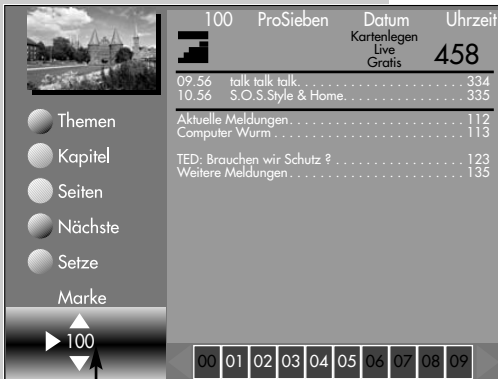 100 ProSieben Datum Uhrzeit
Kartenlegen
Live
Gratis
458
09.56 talk talk talk. . . . . . . . . . . . . . . . . . . . . . . . . 334
10.56 S.O.S.Style & Home. . . . . . . . . . . . . . . . . . 335
Aktuelle Meldungen. . . . . . . . . . . . . . . . . . . . . . . . . 112
Computer Wurm . . . . . . . . . . . . . . . . . . . . . . . . . . . 113
TED: Brauchen wir Schutz ? . . . . . . . . . . . . . . . . . . 123
Weitere Meldungen. . . . . . . . . . . . . . . . . . . . . . . . . 135
Themen
Kapitel
Seiten
Nächste
Setze
Marke
100
00 01 02 03 04 05 06 07 08 09